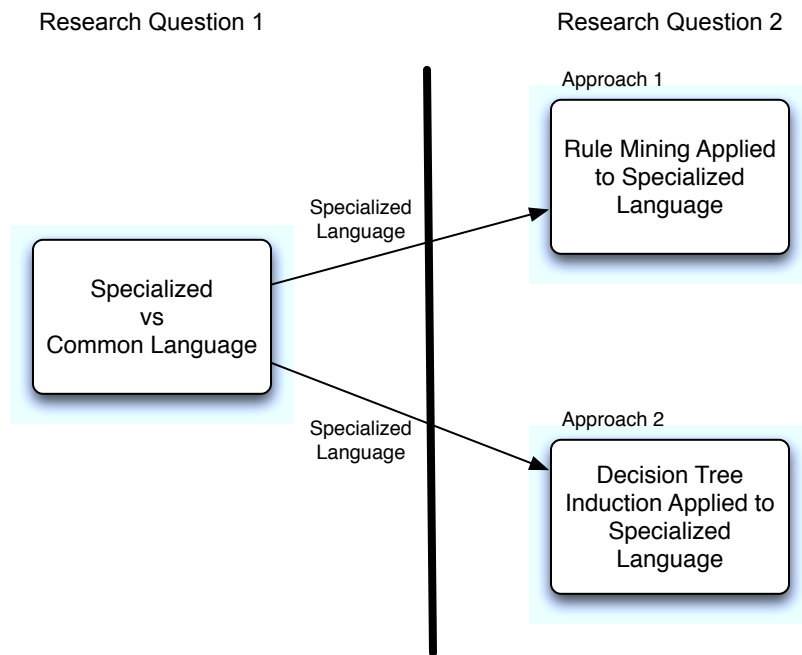 Research Question 1
Research Question 2
Approach 1
Rule Mining Applied
to Specialized
Language
Specialized
Language
Specialized
vs
Common Language
Specialized
Language
Approach 2
Decision Tree
Induction Applied to
Specialized
Language